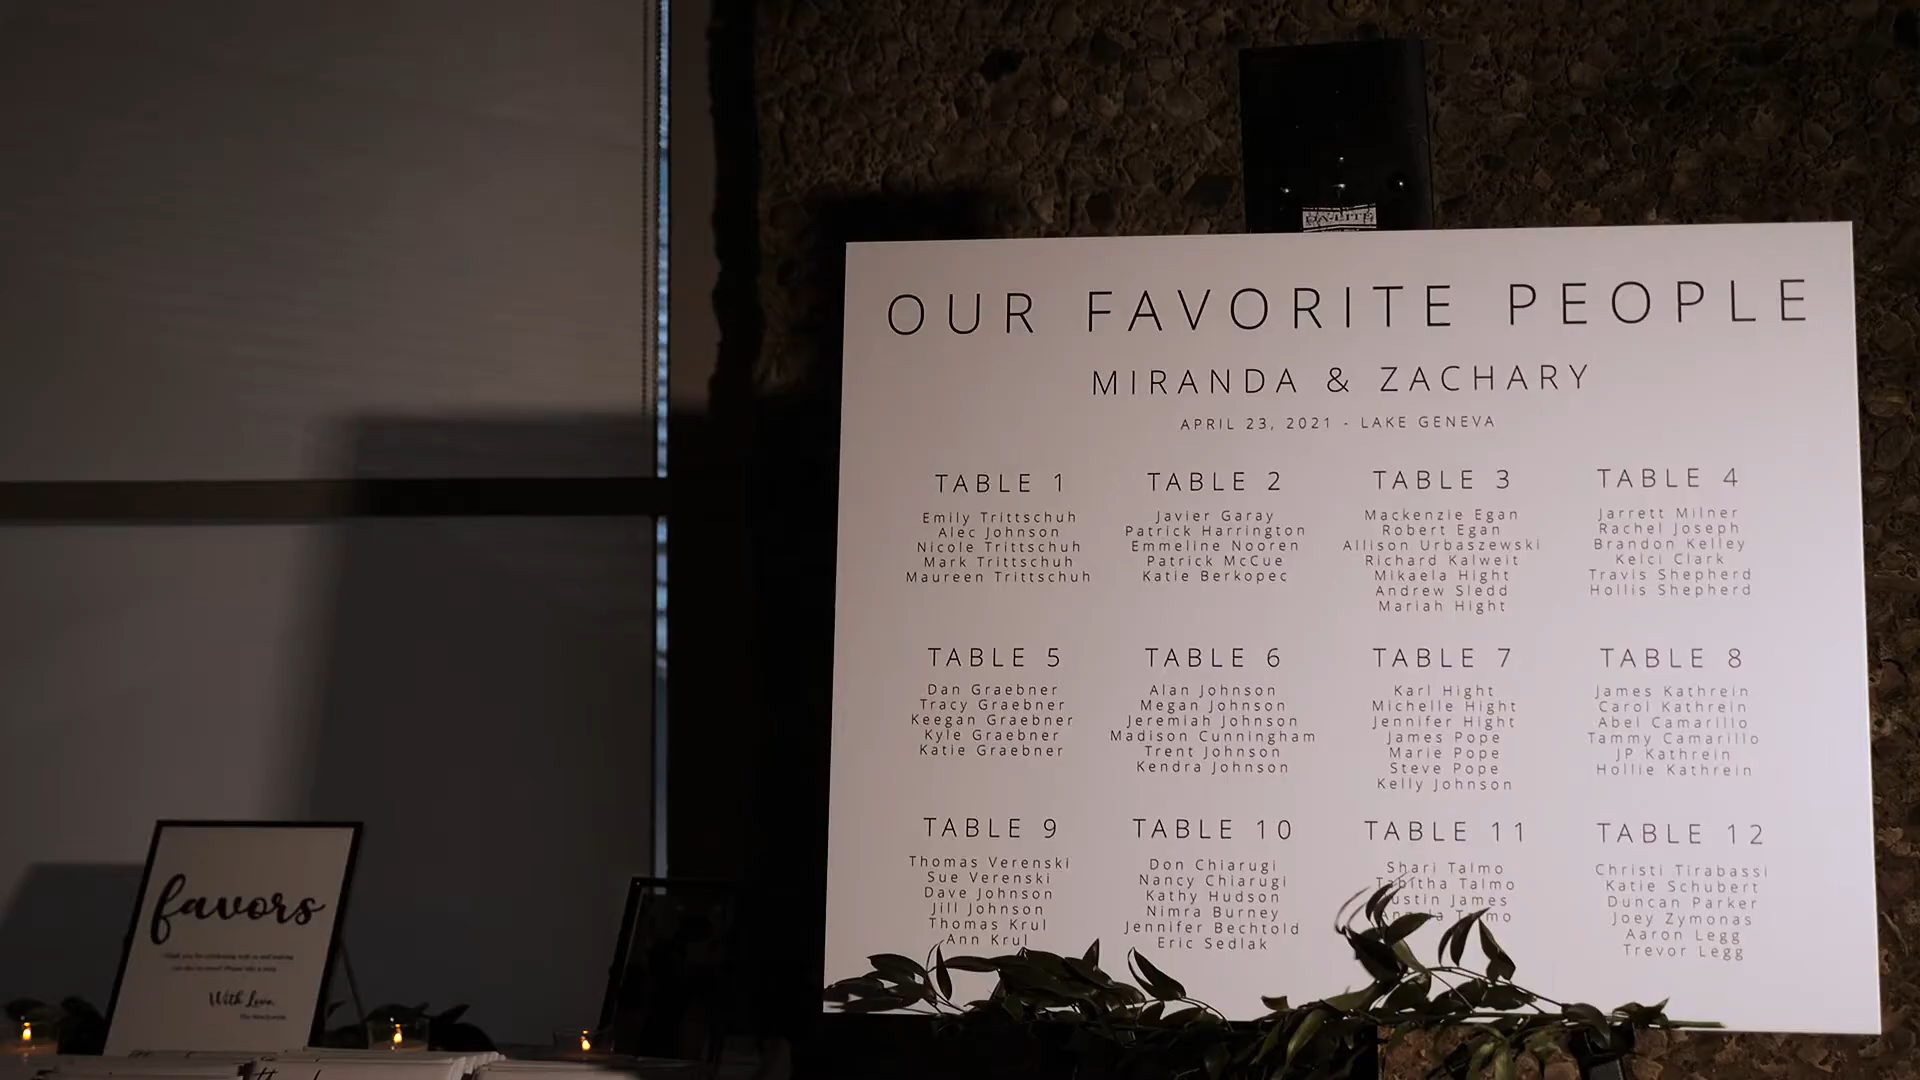 DA-LITE
OUR FAVORITE PEOPLE
MIRANDA & ZACHARY
APRIL 23, 2021 - LAKE GENEVA
TABLE 1
Emily Trittschuh
Alec Johnson
Nicole Trittschuh
Mark Trittschuh
Maureen Trittschuh
TABLE 2
Javier Garay
Patrick Harrington
Emmeline Nooren
Patrick McCue
Katie Berkopec
TABLE 3
Mackenzie Egan
Robert Egan
Allison Urbaszewski
Richard Kalweit
Mikaela Hight
Andrew Sledd
Mariah Hight
TABLE 4
Jarrett Milner
Rachel Joseph
Brandon Kelley
Kelci Clark
Travis Shepherd
Hollis Shepherd
TABLE 5
Dan Graebner
Tracy Graebner
Keegan Graebner
Kyle Graebner
Katie Graebner
TABLE 6
Alan Johnson
Megan Johnson
Jeremiah Johnson
Madison Cunningham
Trent Johnson
Kendra Johnson
TABLE 7
Karl Hight
Michelle Hight
Jennifer Hight
James Pope
Marie Pope
Steve Pope
Kelly Johnson
TABLE 8
James Kathrein
Carol Kathrein
Abel Camarillo
Tammy Camarillo
JP Kathrein
Hollie Kathrein
TABLE 9
Thomas Verenski
Sue Verenski
Dave Johnson
Jill Johnson
Thomas Krul
Ann Krul
TABLE 10
Don Chiarugi
Nancy Chiarugi
Kathy Hudson
Nimra Burney
Jennifer Bechtold
Eric Sedlak
TABLE 11
Shari Talmo
Tabitha Talmo
ustin James
Talmo
TABLE 12
Christi Tirabassi
Katie Schubert
Duncan Parker
Joey Zymonas
Aaron Legg
Trevor Legg
favors
With Love,